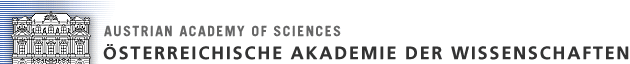 AUSTRIAN ACADEMY OF SCIENCES
ÖSTERREICHISCHE AKADEMIE DER WISSENSCHAFTEN